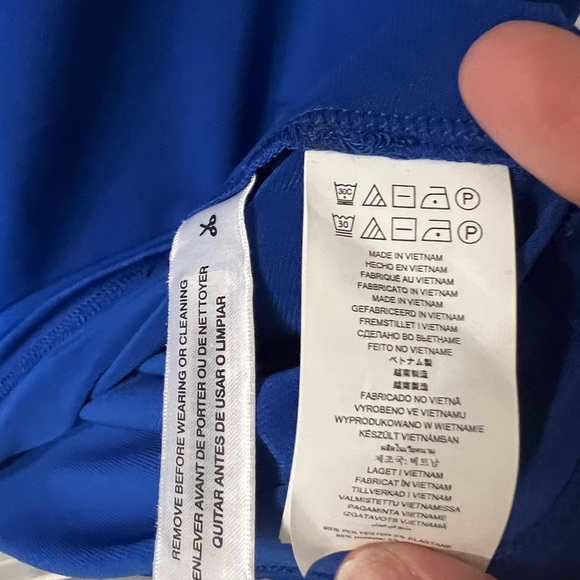 REMOVE BEFORE WEARING OR CLEANING
ENLEVER AVANT DE PORTER OU DE NETTOYER
QUITAR ANTES DE USAR O LIMPIAR
30C P
30 P
MADE IN VIETNAM
HECHO EN VIETNAM
FABRIQUÉ AU VIETNAM
FABBRICATO IN VIETNAM
MADE IN VIETNAM
GEFABRICEERD IN VIETNAM
FREMSTILLET I VIETNAM
СДЕЛАНО ВО ВЬЕТНАМЕ
FEITO NO VIETNAME
ベトナム製
越南製造
越南制造
FABRICADO NO VIETNÃ
VYROBENO VE VIETNAMU
WYPRODUKOWANO W WIETNAMIE
KÉSZÜLT VIETNÁMBAN
ผลิตในเวียดนาม
제조국: 베트남
LAGET I VIETNAM
FABRICAT ÎN VIETNAM
TILLVERKAD I VIETNAM
VALMISTETTU VIETNAMISSA
PAGAMINTA VIETNAME
IZGATAVOTS VJETNAMĀ
POLYESTER ELASTANE